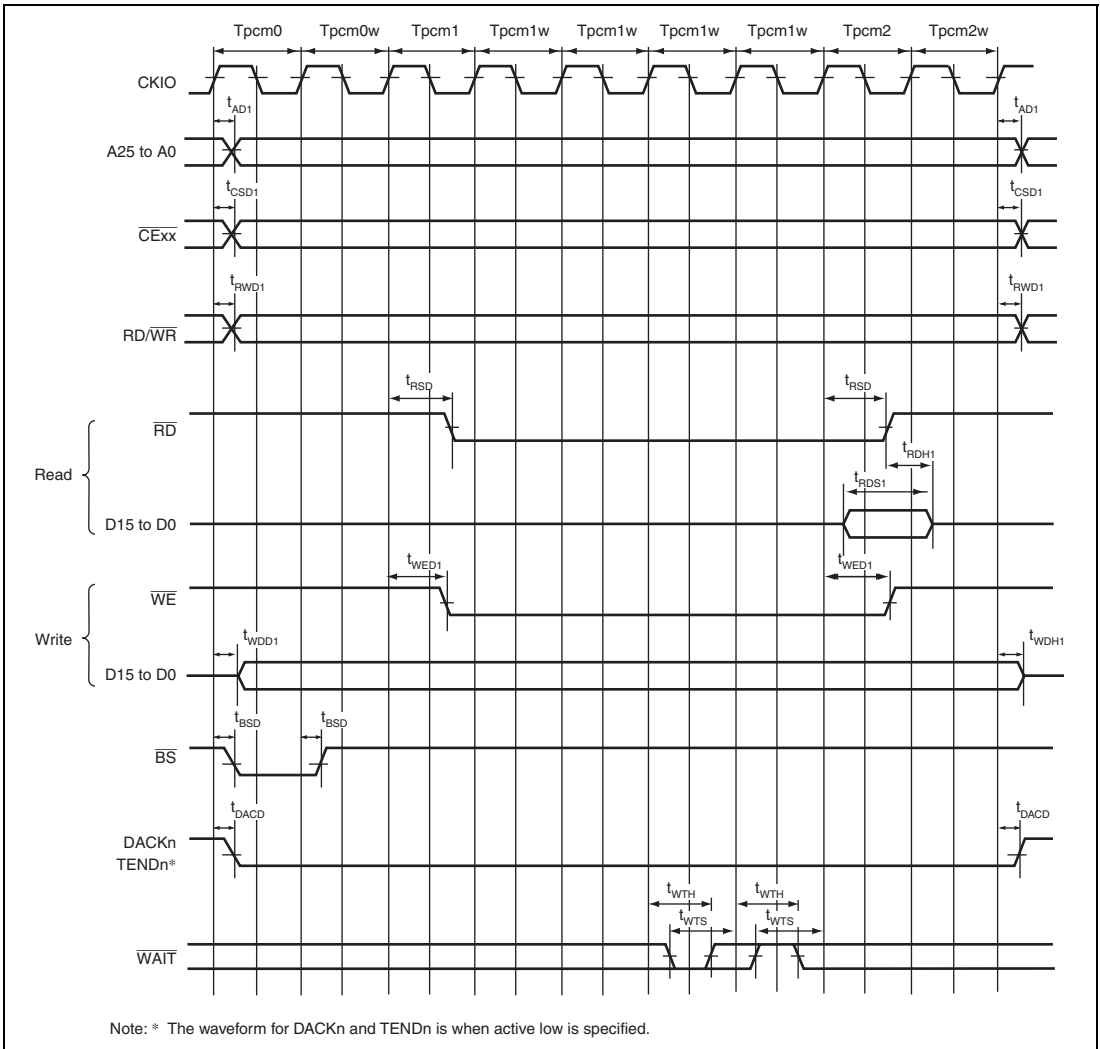 Tpcm0 Tpcm0w Tpcm1 Tpcm1w Tpcm1w Tpcm1w Tpcm1w Tpcm2 Tpcm2w
CKIO
tAD1 tAD1
A25 to A0
tCSD1 tCSD1
CExx
tRWD1 tRWD1
RD/WR
tRSD tRSD
RD
tRDH1
Read
tRDS1
D15 to D0
tWED1 tWED1
WE
Write
tWDD1 tWDH1
D15 to D0
tBSD tBSD
BS
tDACD tDACD
DACKn
TENDn*
tWTH tWTH
tWTS tWTS
WAIT
Note: * The waveform for DACKn and TENDn is when active low is specified.